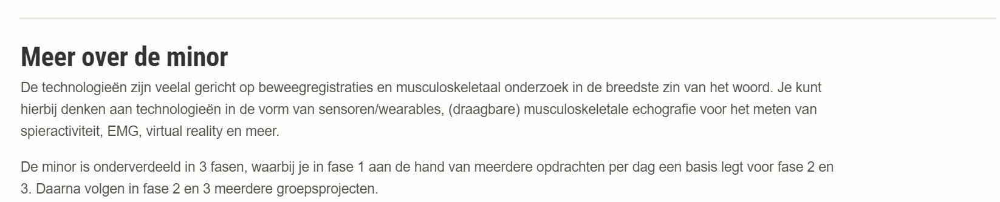 Meer over de minor
De technologieën zijn veelal gericht op beweegregistraties en musculoskeletaal onderzoek in de breedste zin van het woord. Je kunt
hierbij denken aan technologieën in de vorm van sensoren/wearables, (draagbare) musculoskeletale echografie voor het meten van
spieractiviteit, EMG, virtual reality en meer.
De minor is onderverdeeld in 3 fasen, waarbij je in fase 1 aan de hand van meerdere opdrachten per dag een basis legt voor fase 2 en
3. Daarna volgen in fase 2 en 3 meerdere groepsprojecten.